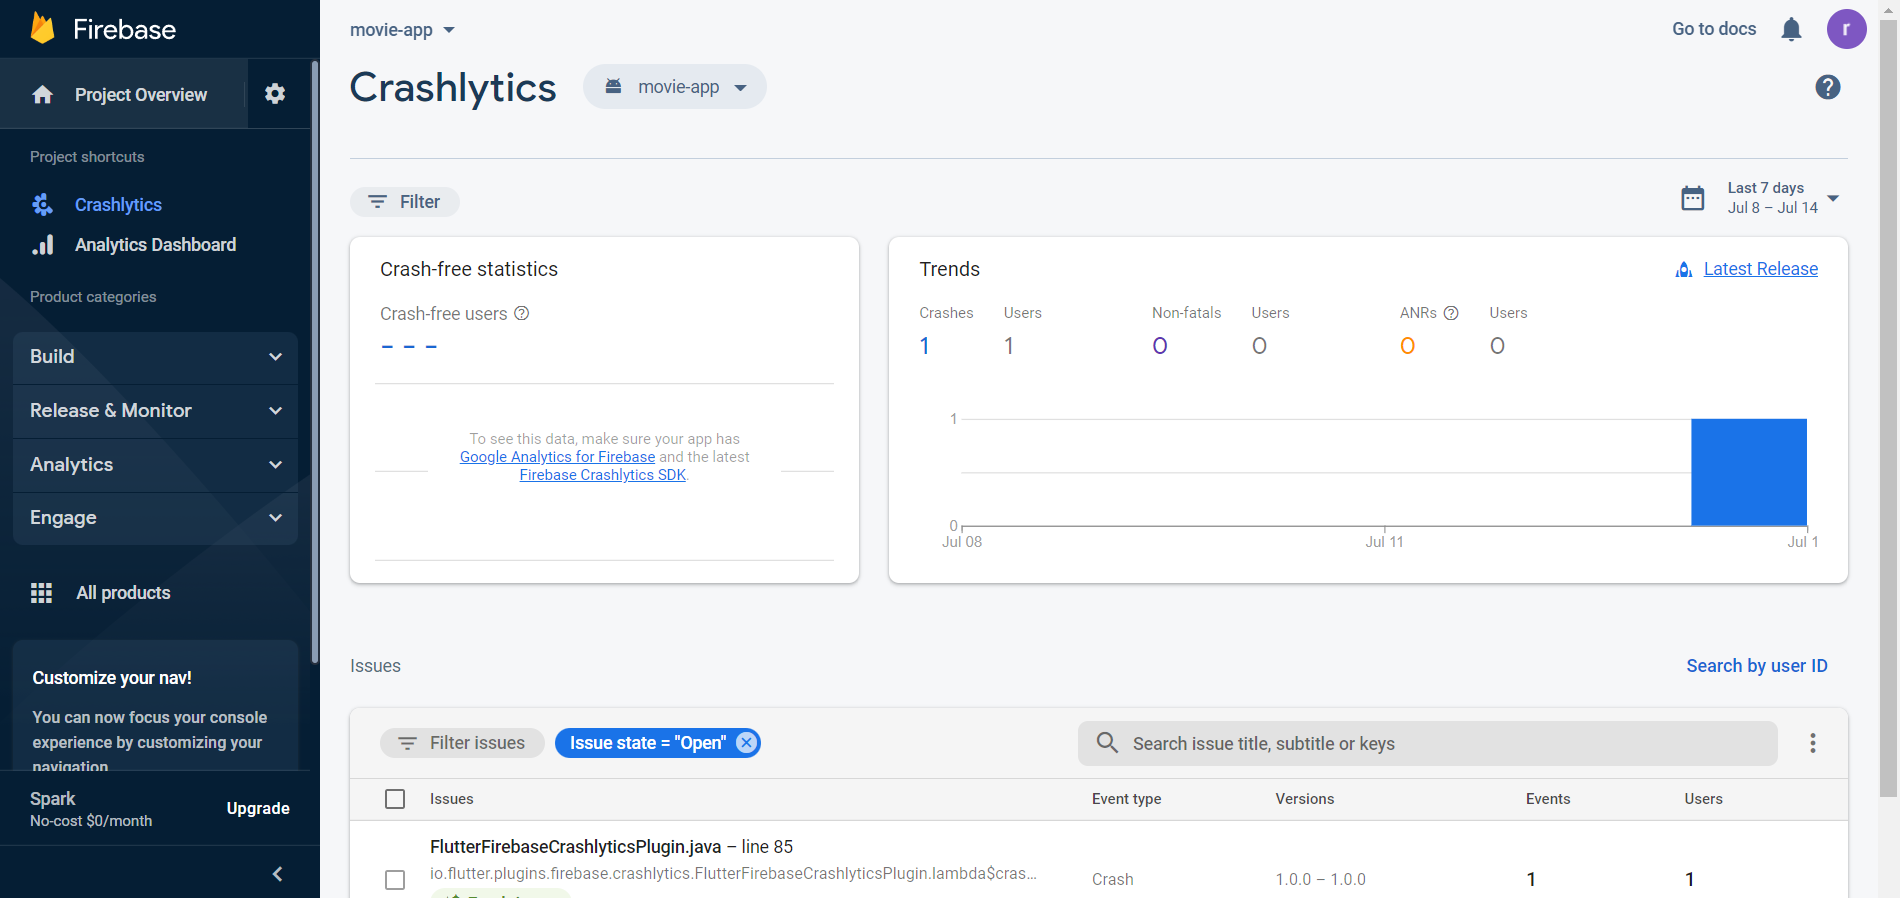 Firebase
Project Overview
Project shortcuts
Crashlytics
Analytics Dashboard
Product categories
Build
Release & Monitor
Analytics
Engage
All products
Customize your nav!
You can now focus your console
experience by customizing your
navigation
Spark
No-cost $0/month
Upgrade
movie-app
Go to docs
r
Crashlytics
movie-app
Filter
Last 7 days
Jul 8 – Jul 14
Crash-free statistics
Crash-free users
– – –
To see this data, make sure your app has
Google Analytics for Firebase and the latest
Firebase Crashlytics SDK.
Trends
Latest Release
Crashes Users Non-fatals Users ANRs Users
1 1 0 0 0 0
1
0
Jul 08 Jul 11 Jul 1
Issues
Search by user ID
Filter issues
Issue state = "Open"
Search issue title, subtitle or keys
Issues Event type Versions Events Users
FlutterFirebaseCrashlyticsPlugin.java – line 85
io.flutter.plugins.firebase.crashlytics.FlutterFirebaseCrashlyticsPlugin.lambda$cras...
Crash 1.0.0 – 1.0.0 1 1